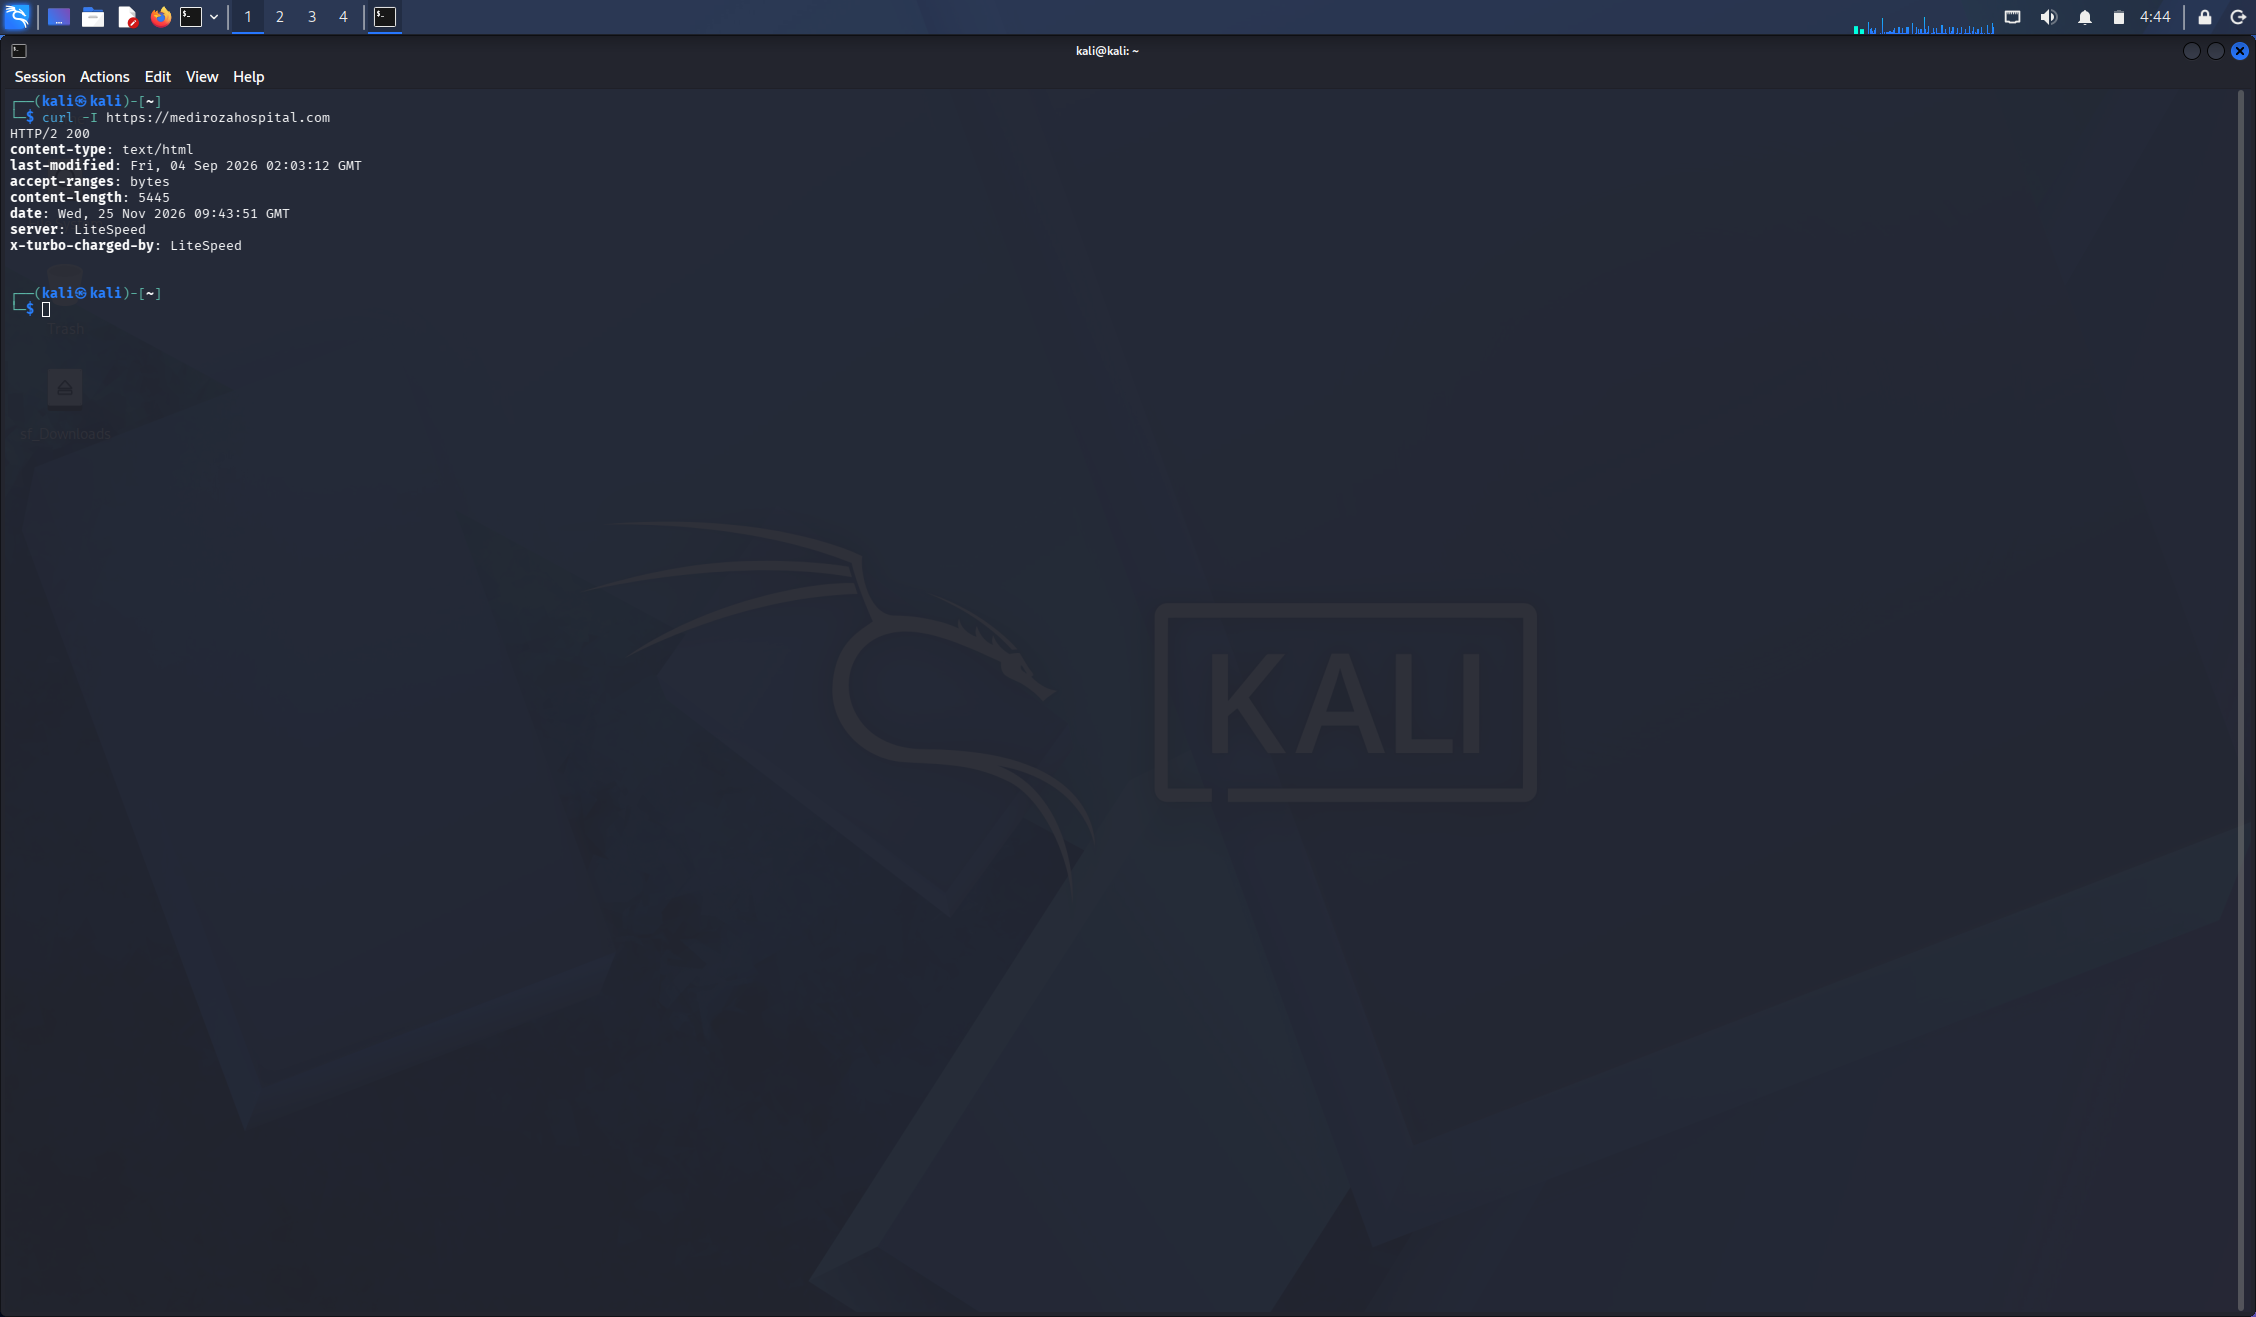 1 2 3 4 4:44
kali@kali: ~
Session Actions Edit View Help
┌──(kali㉿kali)-[~]
└─$ curl -I https://medirozahospital.com
HTTP/2 200
content-type: text/html
last-modified: Fri, 04 Sep 2026 02:03:12 GMT
accept-ranges: bytes
content-length: 5445
date: Wed, 25 Nov 2026 09:43:51 GMT
server: LiteSpeed
x-turbo-charged-by: LiteSpeed
┌──(kali㉿kali)-[~]
└─$
Trash
sf_Downloads
KALI